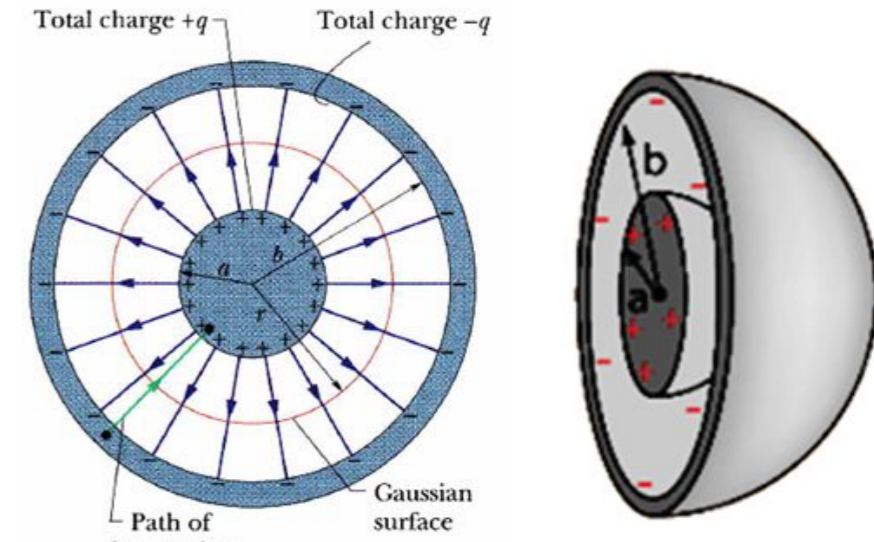 Total charge +q
Total charge −q
a
b
r
Path of
Gaussian
surface
b
a